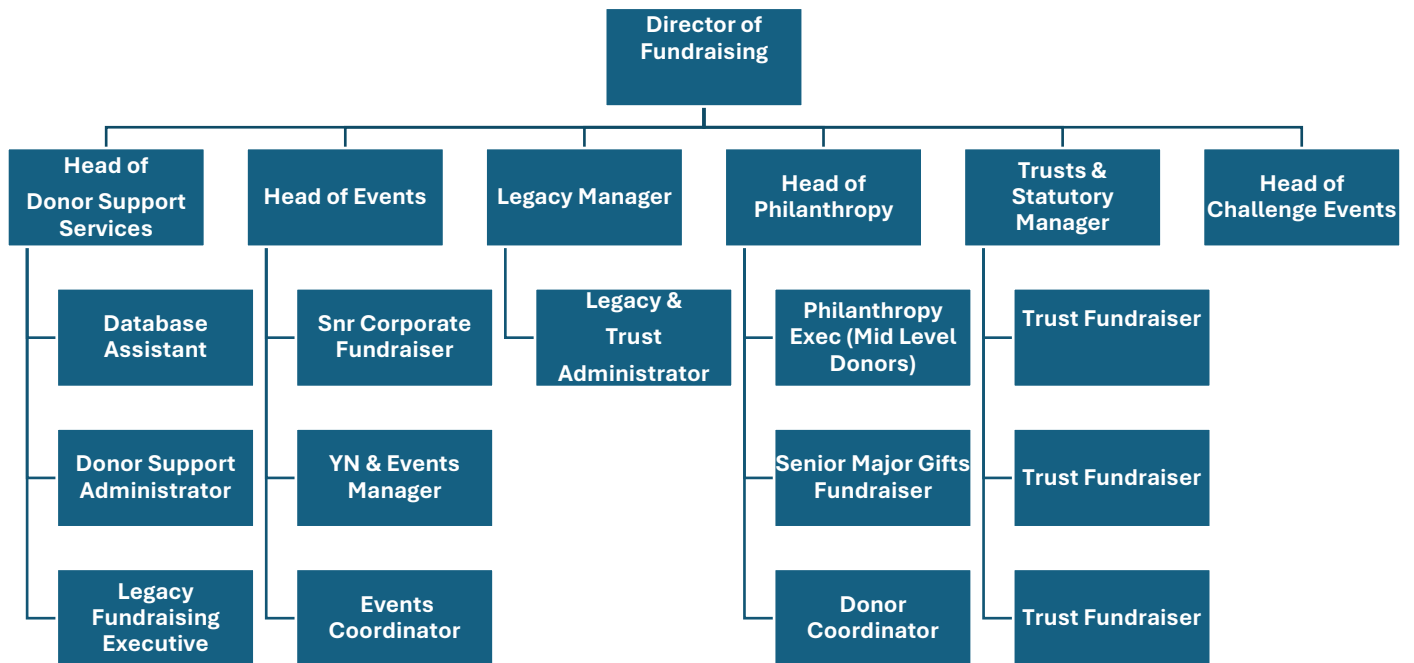 Director of
Fundraising
Head of
Donor Support
Services
Head of Events
Legacy Manager
Head of
Philanthropy
Trusts &
Statutory
Manager
Head of
Challenge Events
Database
Assistant
Snr Corporate
Fundraiser
Legacy &
Trust
Administrator
Philanthropy
Exec (Mid Level
Donors)
Trust Fundraiser
Donor Support
Administrator
YN & Events
Manager
Senior Major Gifts
Fundraiser
Trust Fundraiser
Legacy
Fundraising
Executive
Events
Coordinator
Donor
Coordinator
Trust Fundraiser